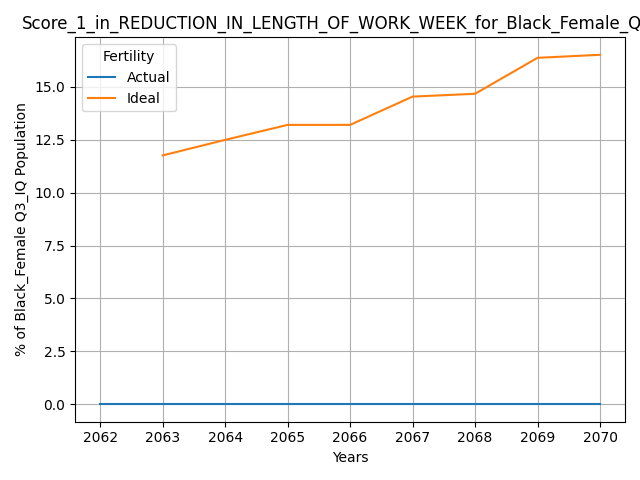 Score_1_in_REDUCTION_IN_LENGTH_OF_WORK_WEEK_for_Black_Female_Q
Fertility
Actual
Ideal
% of Black_Female Q3_IQ Population
15.0
12.5
10.0
7.5
5.0
2.5
0.0
2062 2063 2064 2065 2066 2067 2068 2069 2070
Years